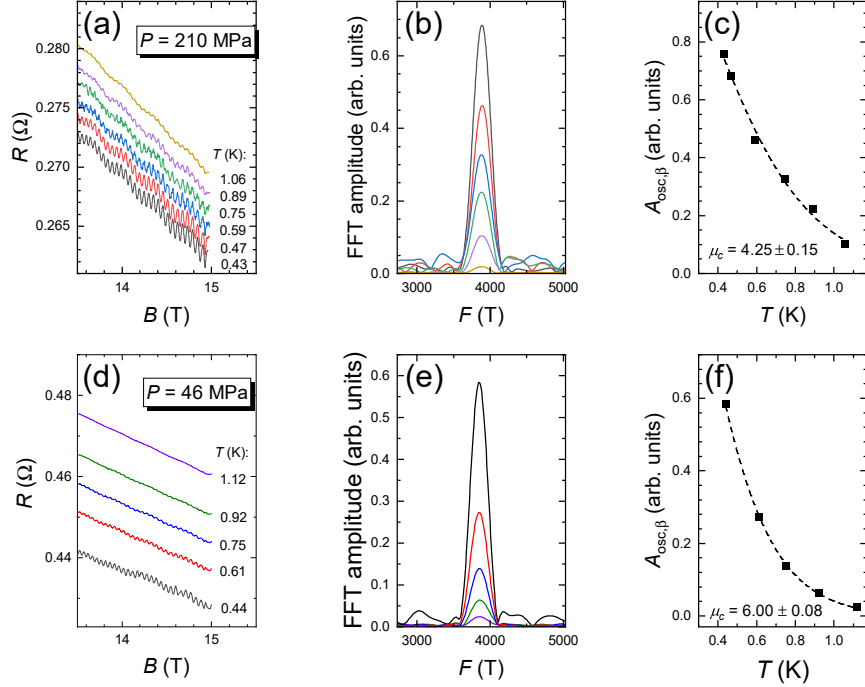 (a)
P = 210 MPa
R (Ω)
0.280
0.275
0.270
0.265
T (K):
1.06
0.89
0.75
0.59
0.47
0.43
14
15
B (T)
(b)
FFT amplitude (arb. units)
0.6
0.4
0.2
0.0
3000
4000
5000
F (T)
(c)
A_osc,β (arb. units)
0.8
0.6
0.4
0.2
0.0
μ_c = 4.25 ± 0.15
0.4
0.6
0.8
1.0
T (K)
(d)
P = 46 MPa
R (Ω)
0.48
0.46
0.44
T (K):
1.12
0.92
0.75
0.61
0.44
14
15
B (T)
(e)
FFT amplitude (arb. units)
0.6
0.5
0.4
0.3
0.2
0.1
0.0
3000
4000
5000
F (T)
(f)
A_osc,β (arb. units)
0.6
0.4
0.2
0.0
μ_c = 6.00 ± 0.08
0.4
0.6
0.8
1.0
T (K)